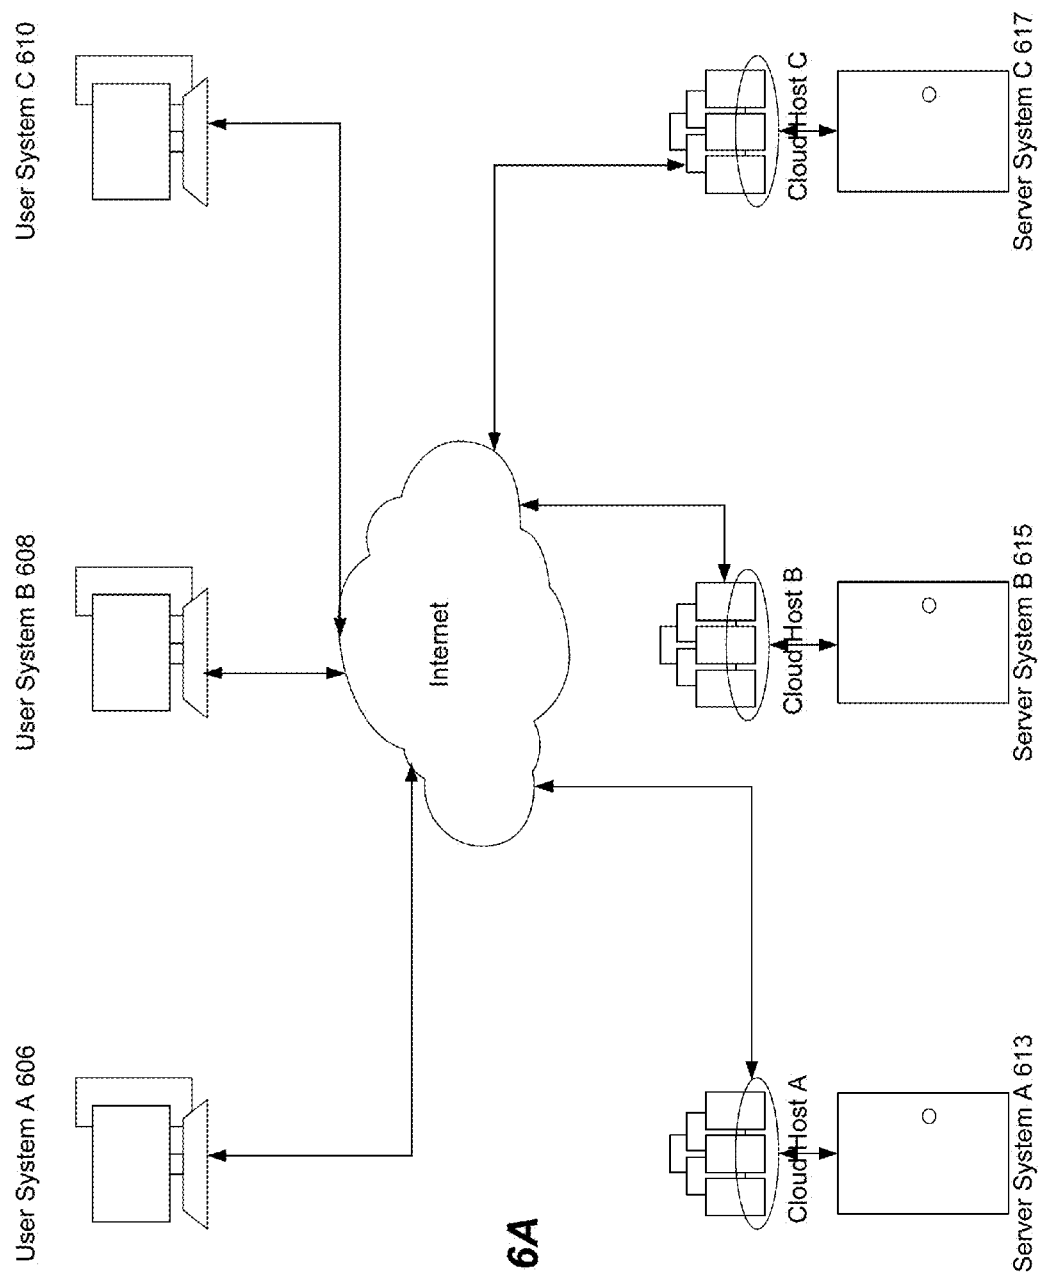 User System A 606
User System B 608
User System C 610
Internet
Cloud Host A
Cloud Host B
Cloud Host C
Server System A 613
Server System B 615
Server System C 617
6A